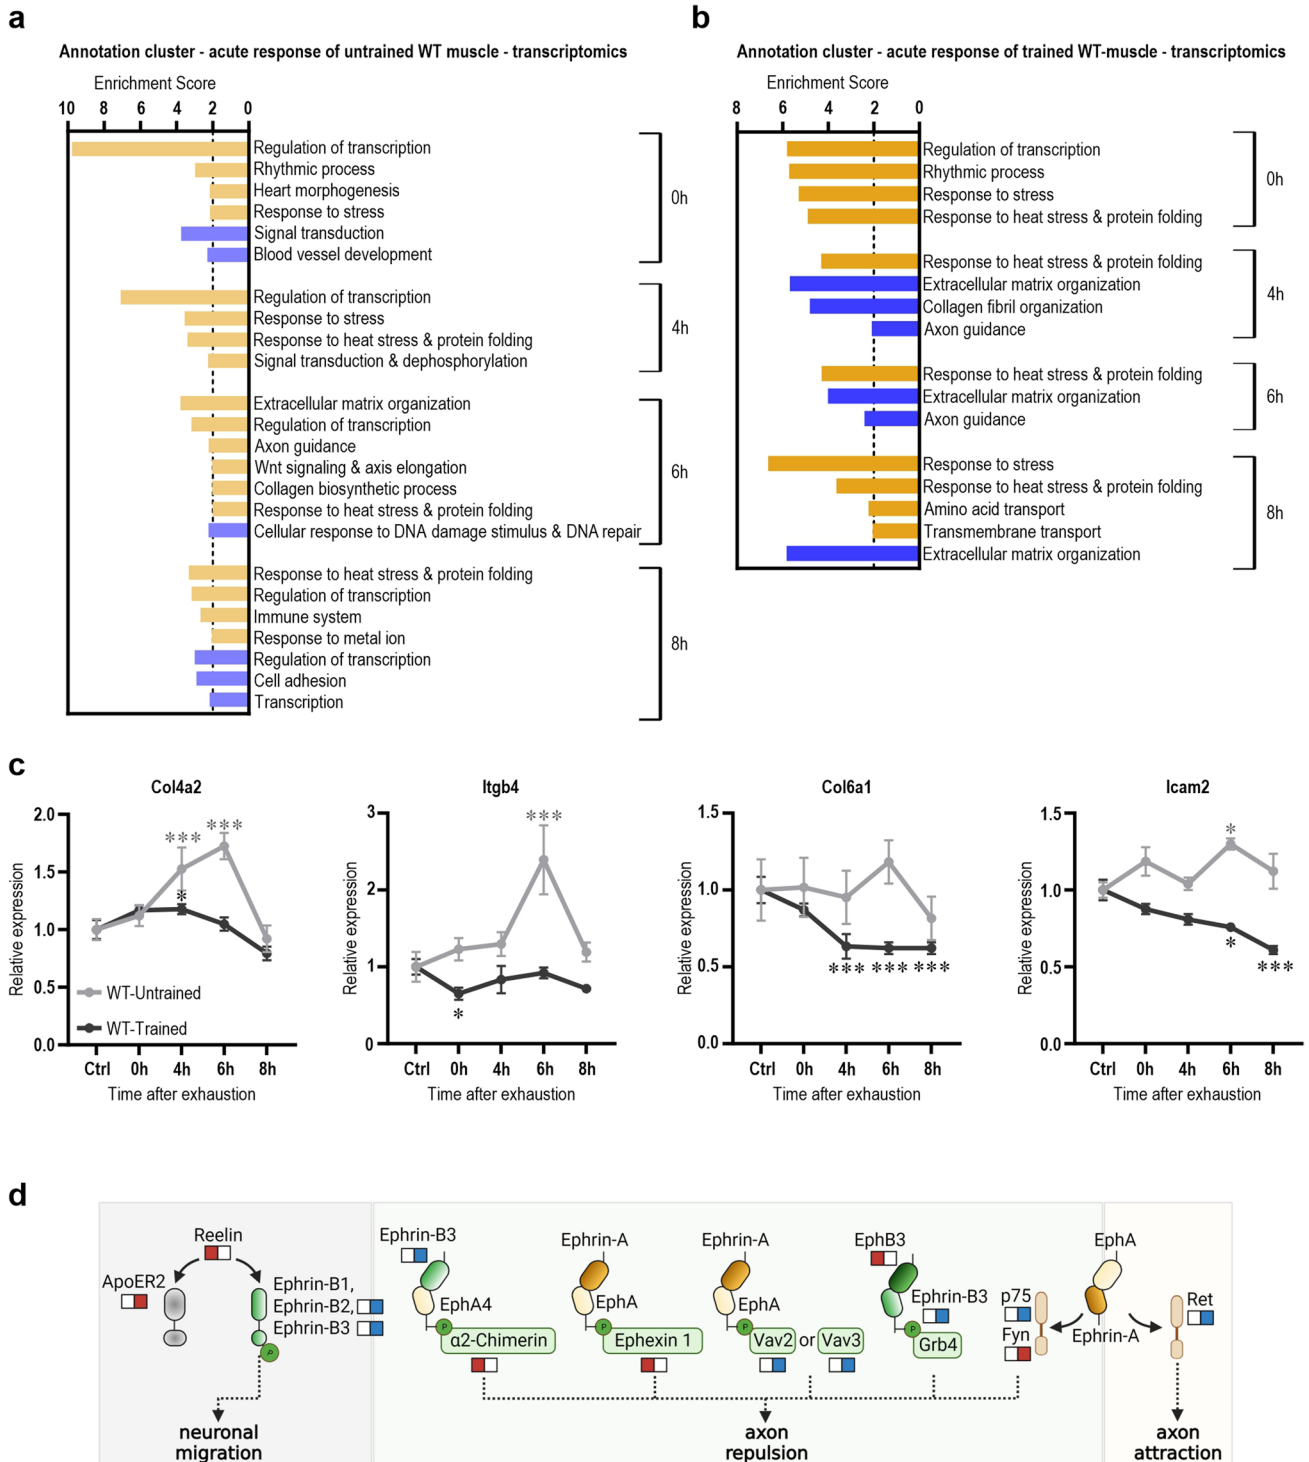 a
Annotation cluster - acute response of untrained WT muscle - transcriptomics
Enrichment Score
10 8 6 4 2 0
Regulation of transcription
Rhythmic process
Heart morphogenesis
Response to stress
Signal transduction
Blood vessel development
0h
Regulation of transcription
Response to stress
Response to heat stress & protein folding
Signal transduction & dephosphorylation
4h
Extracellular matrix organization
Regulation of transcription
Axon guidance
Wnt signaling & axis elongation
Collagen biosynthetic process
Response to heat stress & protein folding
Cellular response to DNA damage stimulus & DNA repair
6h
Response to heat stress & protein folding
Regulation of transcription
Immune system
Response to metal ion
Regulation of transcription
Cell adhesion
Transcription
8h
b
Annotation cluster - acute response of trained WT-muscle - transcriptomics
Enrichment Score
8 6 4 2 0
Regulation of transcription
Rhythmic process
Response to stress
Response to heat stress & protein folding
0h
Response to heat stress & protein folding
Extracellular matrix organization
Collagen fibril organization
Axon guidance
4h
Response to heat stress & protein folding
Extracellular matrix organization
Axon guidance
6h
Response to stress
Response to heat stress & protein folding
Amino acid transport
Transmembrane transport
Extracellular matrix organization
8h
c
Col4a2
Relative expression
2.0
1.5
1.0
0.5
0.0
*** ***
*
WT-Untrained
WT-Trained
Ctrl 0h 4h 6h 8h
Time after exhaustion
Itgb4
Relative expression
3
2
1
0
***
*
Ctrl 0h 4h 6h 8h
Time after exhaustion
Col6a1
Relative expression
1.5
1.0
0.5
0.0
*** *** ***
Ctrl 0h 4h 6h 8h
Time after exhaustion
Icam2
Relative expression
1.5
1.0
0.5
0.0
*
*
***
Ctrl 0h 4h 6h 8h
Time after exhaustion
d
Reelin
ApoER2
Ephrin-B1,
Ephrin-B2,
Ephrin-B3
P
neuronal
migration
Ephrin-B3
EphA4
P
α2-Chimerin
Ephrin-A
EphA
P
Ephexin 1
Ephrin-A
EphA
P
Vav2 or Vav3
EphB3
Ephrin-B3
P
Grb4
p75
Fyn
axon
repulsion
EphA
Ephrin-A
Ret
axon
attraction